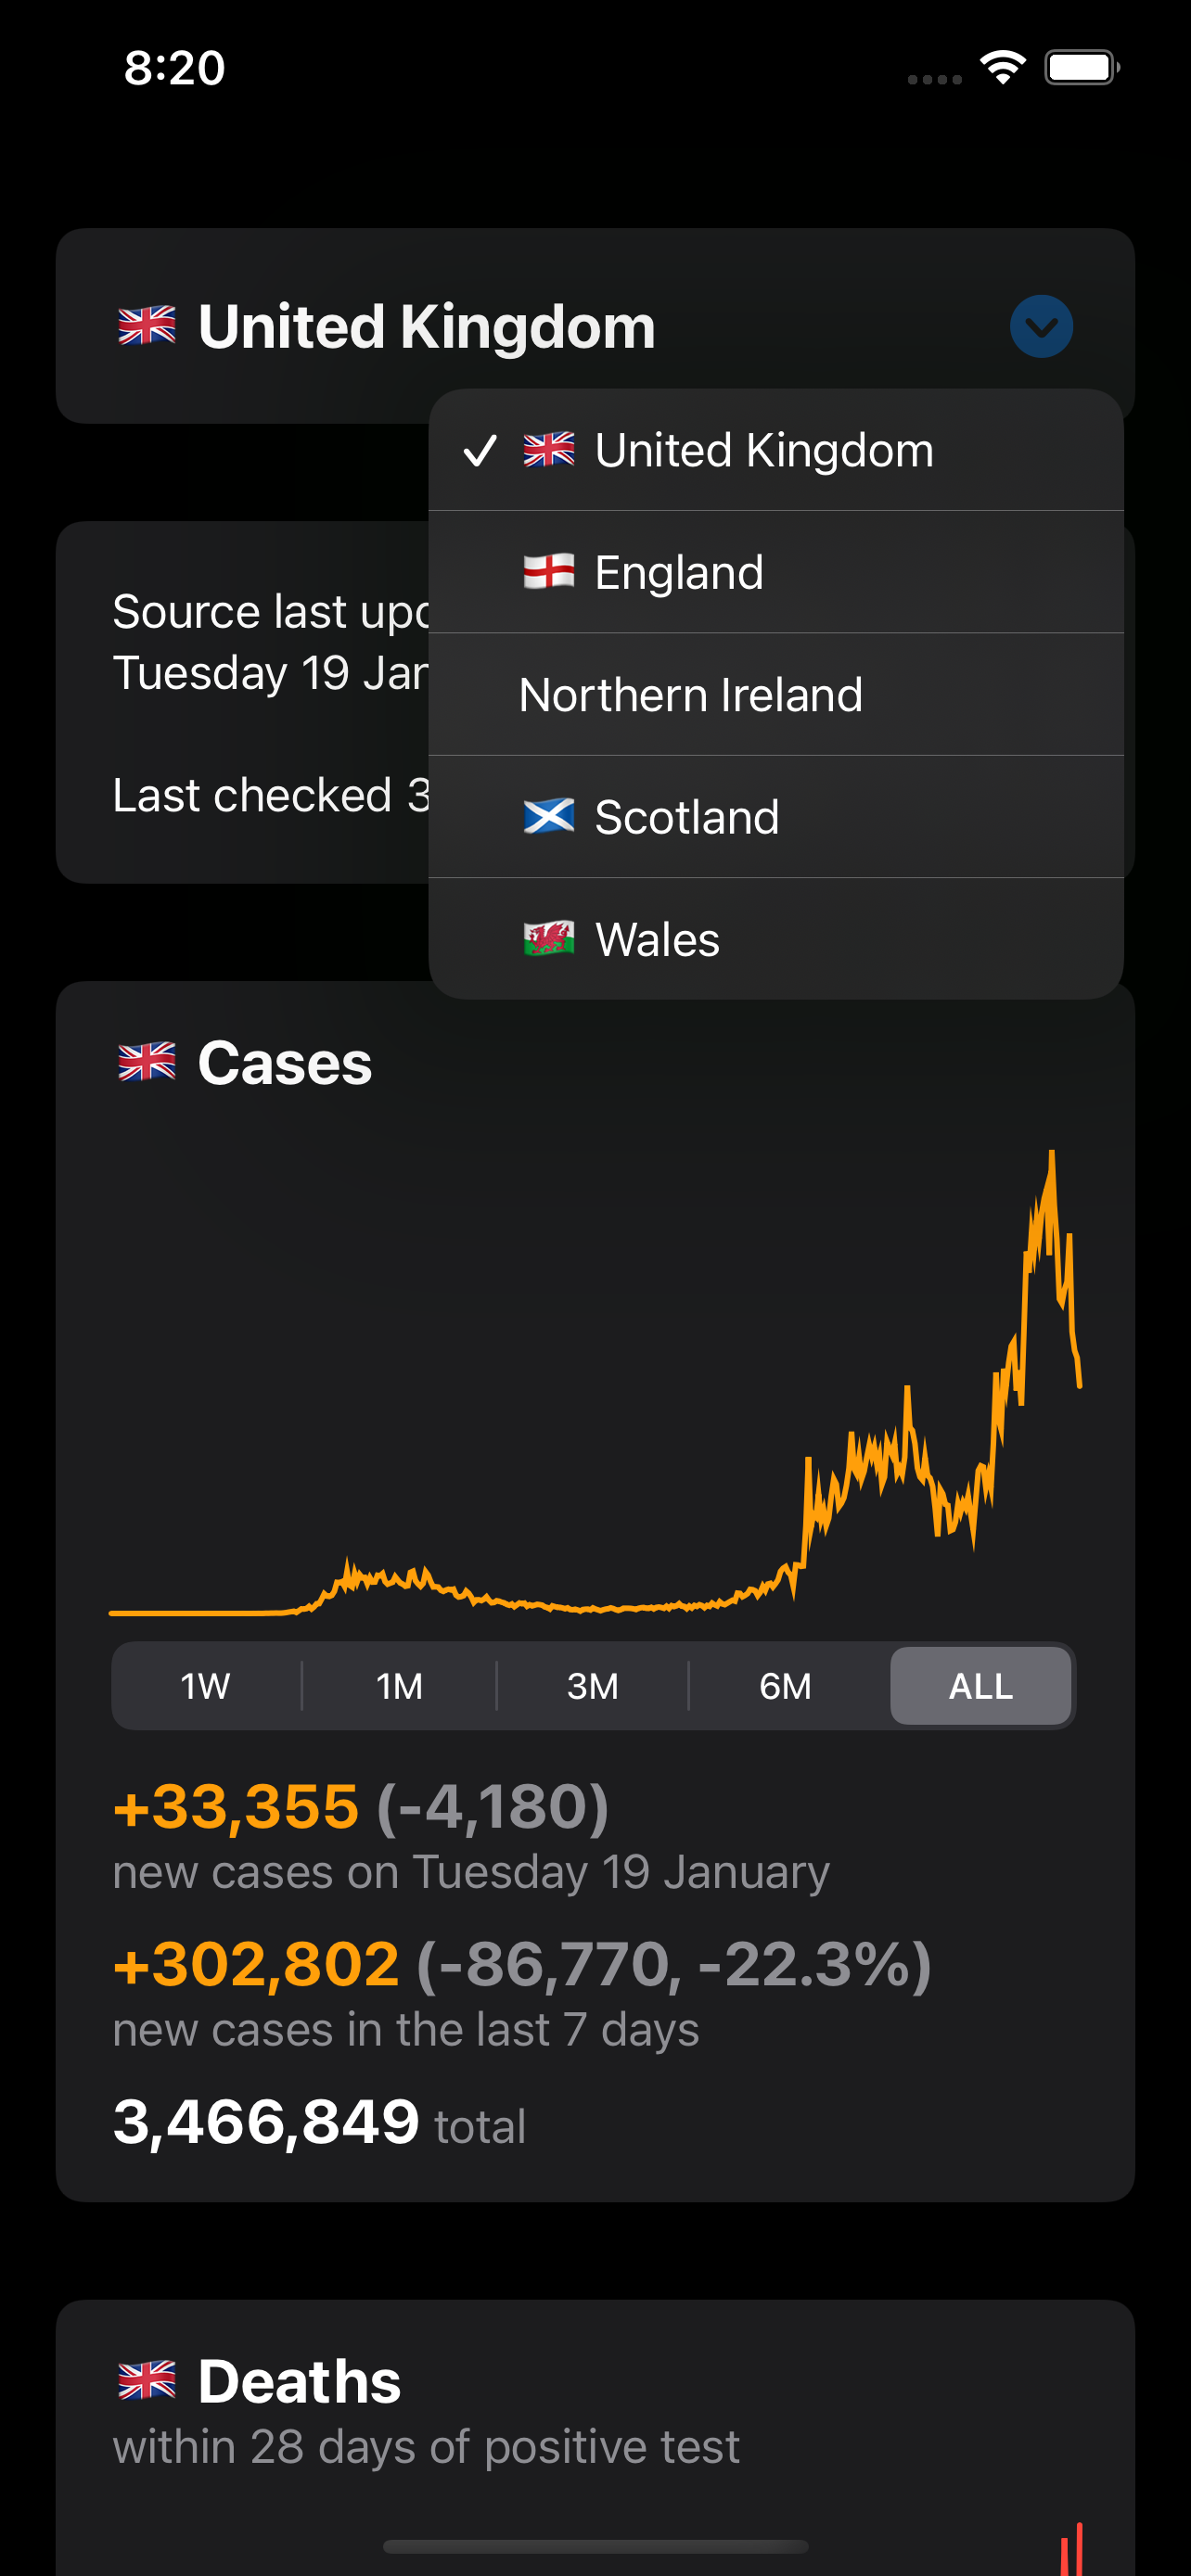 8:20
United Kingdom
United Kingdom
England
Northern Ireland
Scotland
Wales
Source last
Tuesday 19
Last checked
Cases
1W 1M 3M 6M ALL
+33,355 (-4,180)
new cases on Tuesday 19 January
+302,802 (-86,770, -22.3%)
new cases in the last 7 days
3,466,849 total
Deaths
within 28 days of positive test